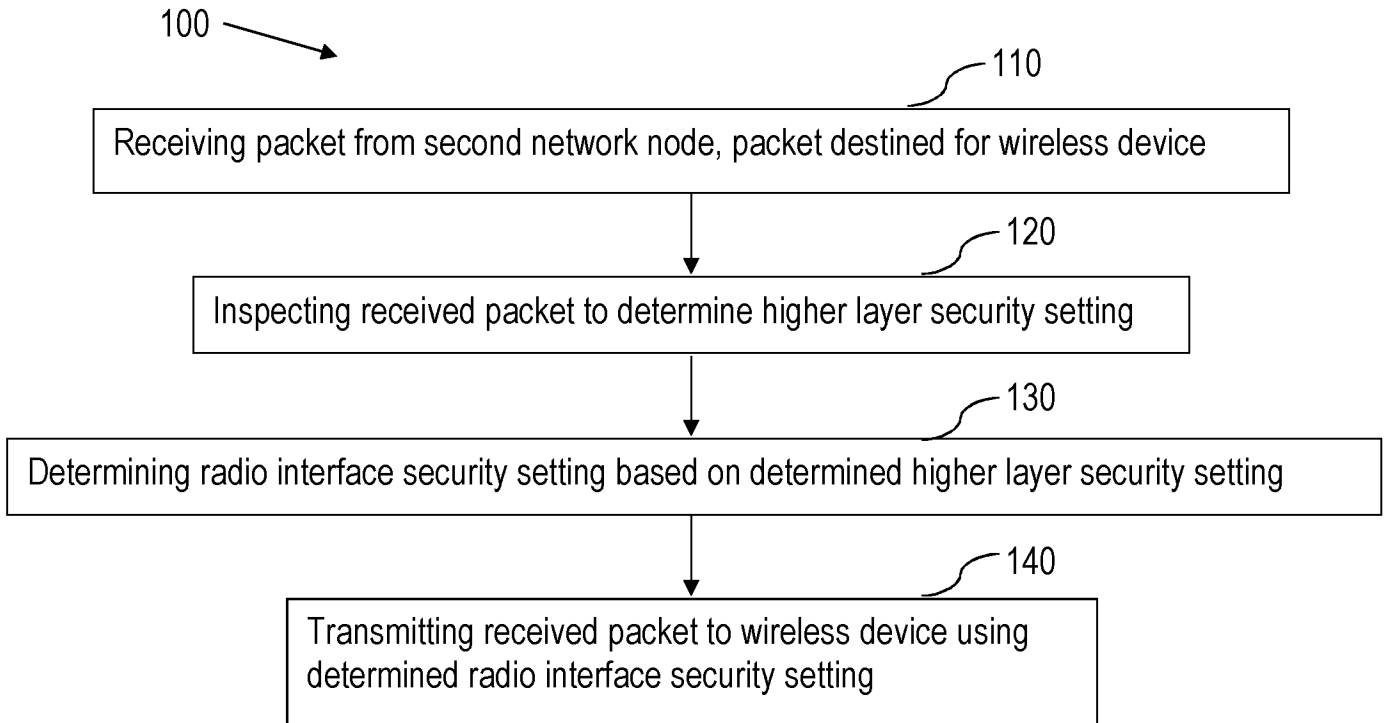 100
110
Receiving packet from second network node, packet destined for wireless device
120
Inspecting received packet to determine higher layer security setting
130
Determining radio interface security setting based on determined higher layer security setting
140
Transmitting received packet to wireless device using
determined radio interface security setting